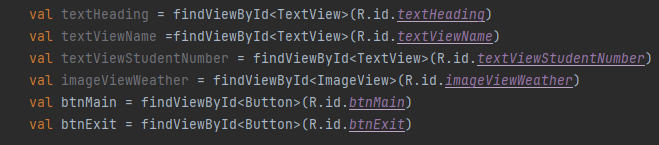 val textHeading = findViewById<TextView>(R.id.textHeading)
val textViewName =findViewById<TextView>(R.id.textViewName)
val textViewStudentNumber = findViewById<TextView>(R.id.textViewStudentNumber)
val imageViewWeather = findViewById<ImageView>(R.id.imageViewWeather)
val btnMain = findViewById<Button>(R.id.btnMain)
val btnExit = findViewById<Button>(R.id.btnExit)